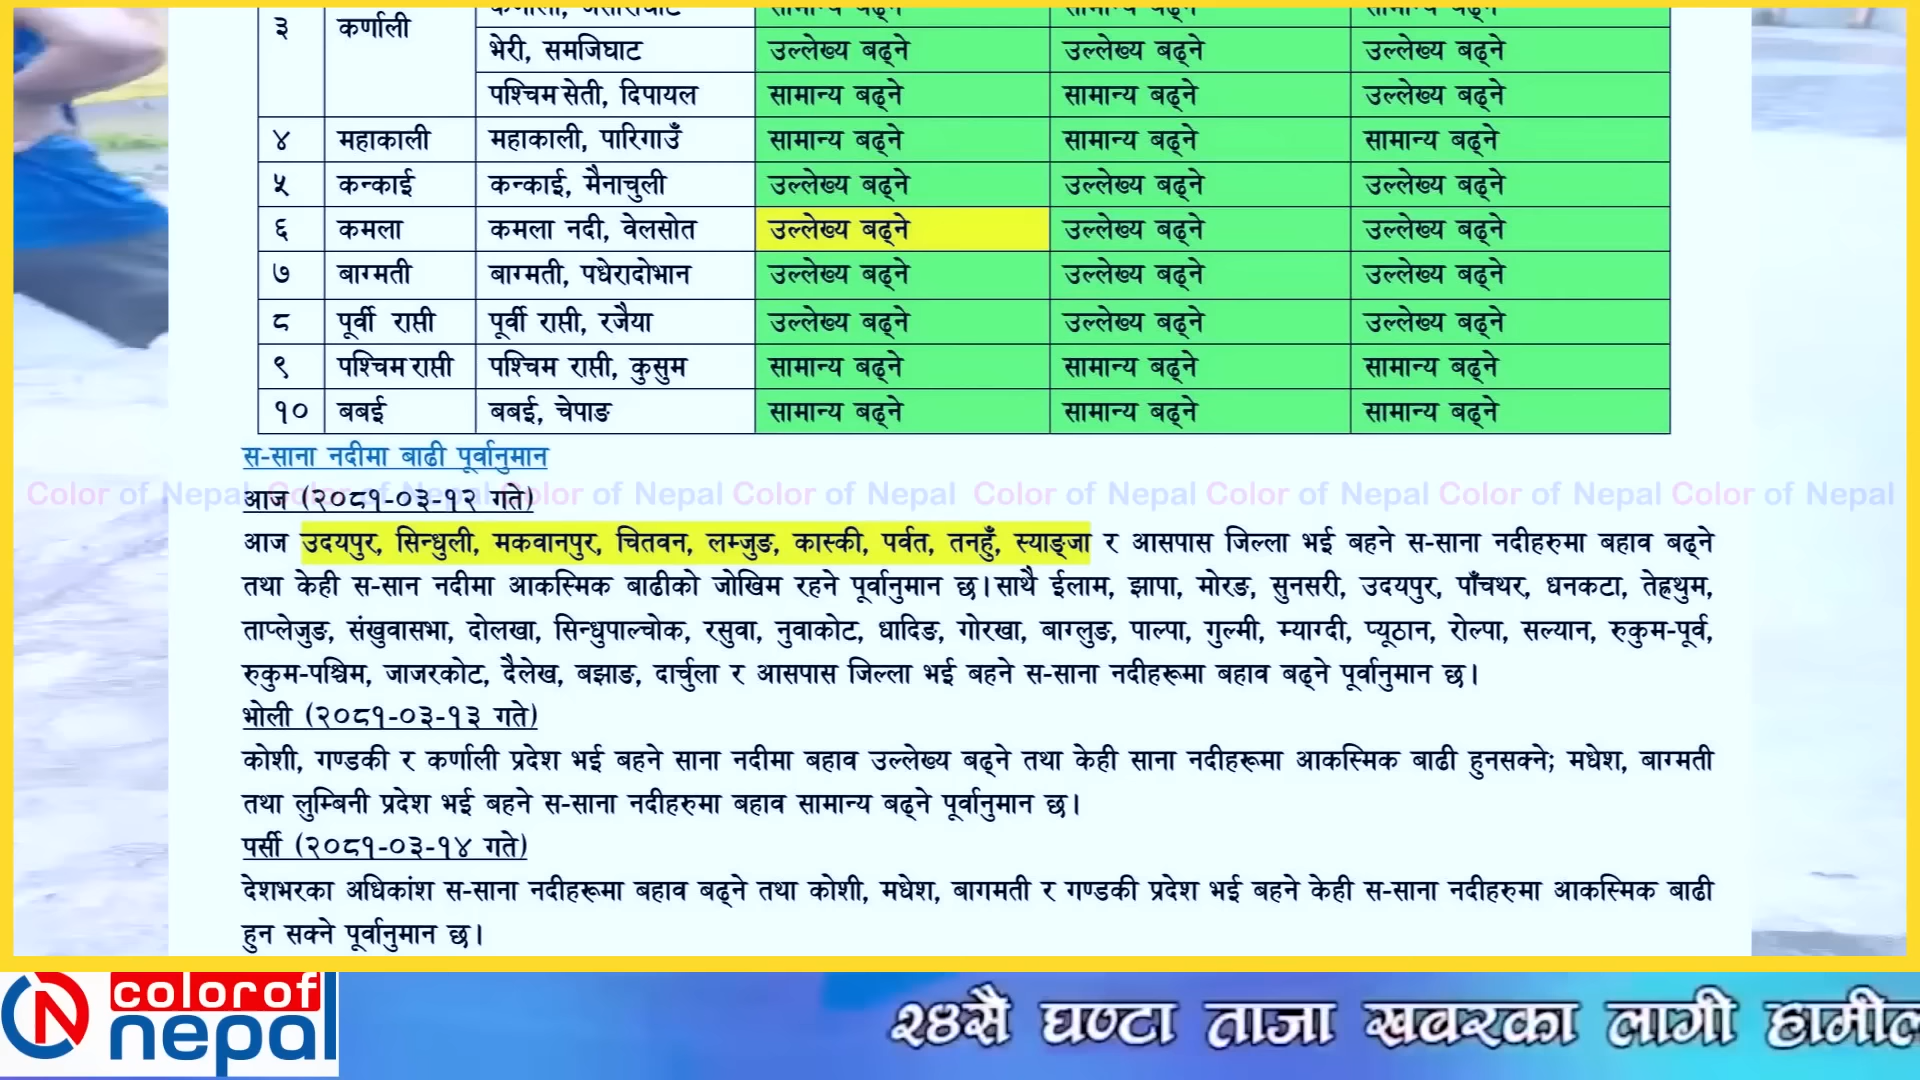 ३ कर्णाली
भेरी, समजिघाट उल्लेख्य बढ्ने उल्लेख्य बढ्ने उल्लेख्य बढ्ने
पश्चिम सेती, दिपायल सामान्य बढ्ने सामान्य बढ्ने उल्लेख्य बढ्ने
४ महाकाली महाकाली, पारिगाउँ सामान्य बढ्ने सामान्य बढ्ने सामान्य बढ्ने
५ कन्काई कन्काई, मैनाचुली उल्लेख्य बढ्ने उल्लेख्य बढ्ने उल्लेख्य बढ्ने
६ कमला कमला नदी, वेलसोत उल्लेख्य बढ्ने उल्लेख्य बढ्ने उल्लेख्य बढ्ने
७ बाग्मती बाग्मती, पधेरादोभान उल्लेख्य बढ्ने उल्लेख्य बढ्ने उल्लेख्य बढ्ने
८ पूर्वी राप्ती पूर्वी राप्ती, रजैया उल्लेख्य बढ्ने उल्लेख्य बढ्ने उल्लेख्य बढ्ने
९ पश्चिम राप्ती पश्चिम राप्ती, कुसुम सामान्य बढ्ने सामान्य बढ्ने सामान्य बढ्ने
१० बबई बबई, चेपाङ सामान्य बढ्ने सामान्य बढ्ने सामान्य बढ्ने
स-साना नदीमा बाढी पूर्वानुमान
Color of Nepal Color of Nepal Color of Nepal Color of Nepal Color of Nepal Color of Nepal Color of Nepal Color of Nepal
आज (२०८१-०३-१२ गते)
आज उदयपुर, सिन्धुली, मकवानपुर, चितवन, लम्जुङ, कास्की, पर्वत, तनहुँ, स्याङ्जा र आसपास जिल्ला भई बहने स-साना नदीहरुमा बहाव बढ्ने
तथा केही स-सान नदीमा आकस्मिक बाढीको जोखिम रहने पूर्वानुमान छ। साथै ईलाम, झापा, मोरङ, सुनसरी, उदयपुर, पाँचथर, धनकटा, तेह्रथुम,
ताप्लेजुङ, संखुवासभा, दोलखा, सिन्धुपाल्चोक, रसुवा, नुवाकोट, धादिङ, गोरखा, बाग्लुङ, पाल्पा, गुल्मी, म्याग्दी, प्यूठान, रोल्पा, सल्यान, रुकुम-पूर्व,
रुकुम-पश्चिम, जाजरकोट, दैलेख, बझाङ, दार्चुला र आसपास जिल्ला भई बहने स-साना नदीहरूमा बहाव बढ्ने पूर्वानुमान छ।
भोली (२०८१-०३-१३ गते)
कोशी, गण्डकी र कर्णाली प्रदेश भई बहने साना नदीमा बहाव उल्लेख्य बढ्ने तथा केही साना नदीहरूमा आकस्मिक बाढी हुनसक्ने; मधेश, बाग्मती
तथा लुम्बिनी प्रदेश भई बहने स-साना नदीहरुमा बहाव सामान्य बढ्ने पूर्वानुमान छ।
पर्सी (२०८१-०३-१४ गते)
देशभरका अधिकांश स-साना नदीहरूमा बहाव बढ्ने तथा कोशी, मधेश, बागमती र गण्डकी प्रदेश भई बहने केही स-साना नदीहरुमा आकस्मिक बाढी
हुन सक्ने पूर्वानुमान छ।
color of
nepal
२४सै घण्टा ताजा खवरका लागी हामील